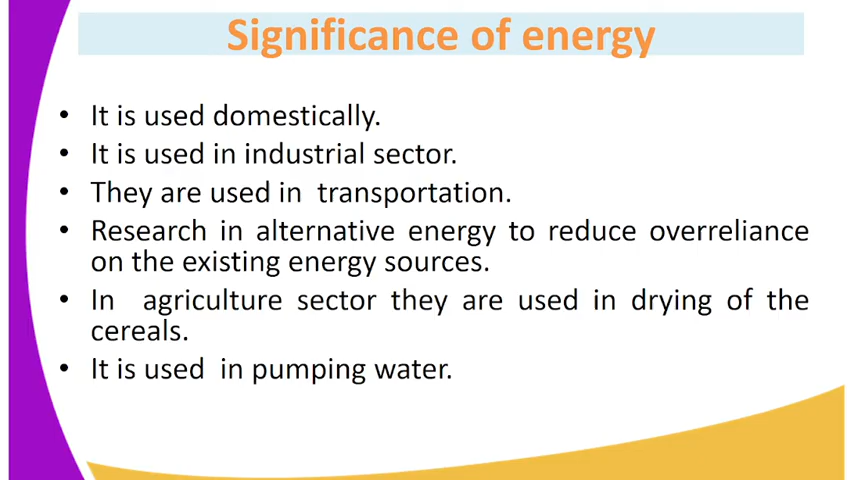 Significance of energy
• It is used domestically.
• It is used in industrial sector.
• They are used in  transportation.
• Research in alternative energy to reduce overreliance
on the existing energy sources.
• In  agriculture sector they are used in drying of the
cereals.
• It is used  in pumping water.